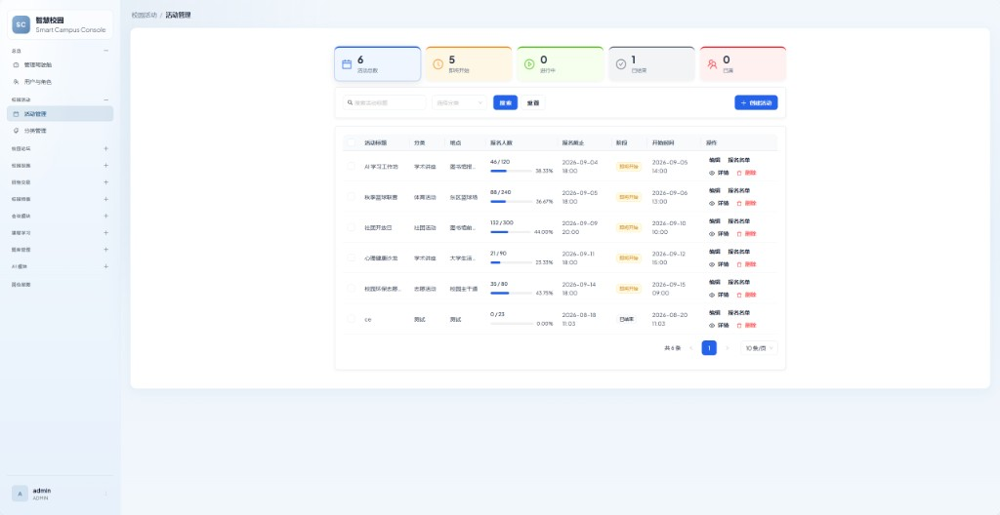 SC
智慧校园
Smart Campus Console
总览
管理驾驶舱
用户与角色
校园活动
活动管理
分类管理
校园论坛
课程学习
题库管理
AI 模块
A
admin
ADMIN
校园活动 / 活动管理
6
活动总数
5
即将开始
0
进行中
1
已结束
0
已满
搜索活动标题
选择分类
搜索
重置
创建活动
活动标题 分类 地点 报名人数 报名截止 阶段 开始时间 操作
AI 学习工作坊 学术讲座 图书馆报... 46 / 120 38.33% 2026-09-04 18:00 即将开始 2026-09-05 14:00 编辑 报名名单 详情 删除
秋季篮球联赛 体育活动 东区篮球场 88 / 240 36.67% 2026-09-05 18:00 即将开始 2026-09-06 13:00 编辑 报名名单 详情 删除
社团开放日 社团活动 图书馆前... 132 / 300 44.00% 2026-09-09 20:00 即将开始 2026-09-10 10:00 编辑 报名名单 详情 删除
心理健康沙龙 学术讲座 大学生活... 21 / 90 23.33% 2026-09-11 18:00 即将开始 2026-09-12 15:00 编辑 报名名单 详情 删除
校园环保志愿... 志愿活动 校园主干道 35 / 80 43.75% 2026-09-14 18:00 即将开始 2026-09-15 09:00 编辑 报名名单 详情 删除
ce 测试 测试 0 / 23 0.00% 2026-08-18 11:03 已结束 2026-08-20 11:03 编辑 报名名单 详情 删除
共 6 条
1
10 条/页